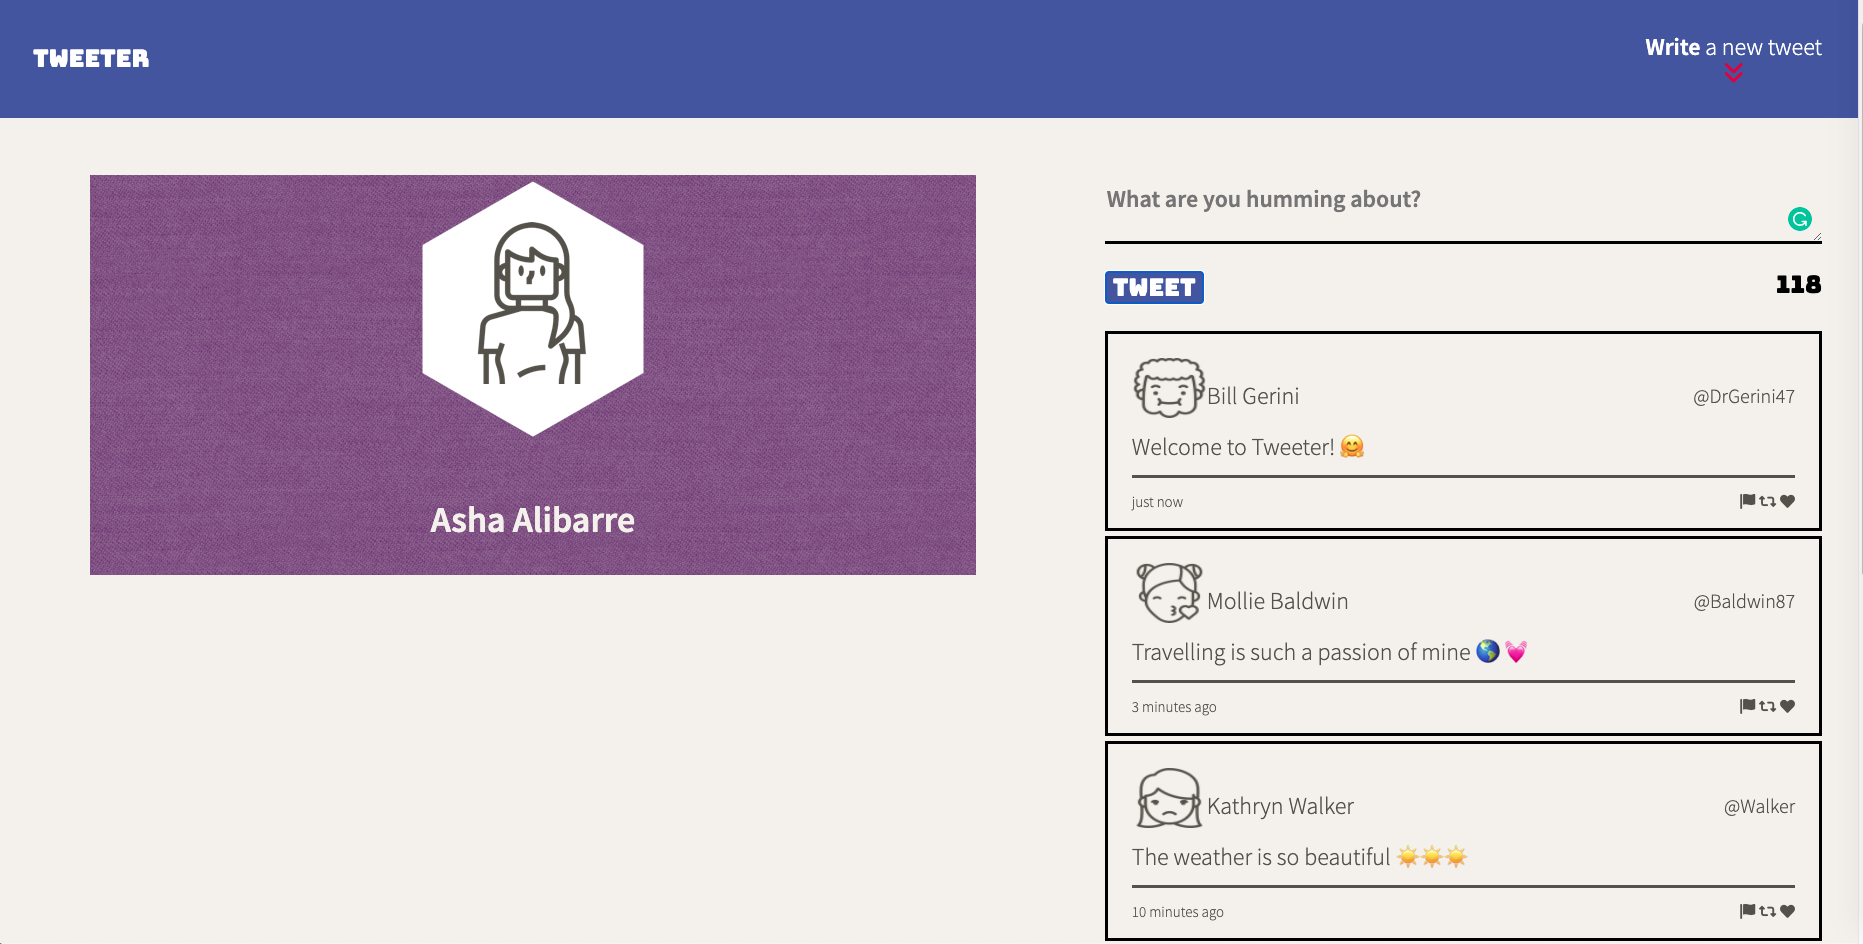 TWEETER
Write a new tweet
Asha Alibarre
What are you humming about?
TWEET
118
Bill Gerini
@DrGerini47
Welcome to Tweeter! 🤗
just now
Mollie Baldwin
@Baldwin87
Travelling is such a passion of mine 🌎 💓
3 minutes ago
Kathryn Walker
@Walker
The weather is so beautiful ☀️☀️☀️
10 minutes ago